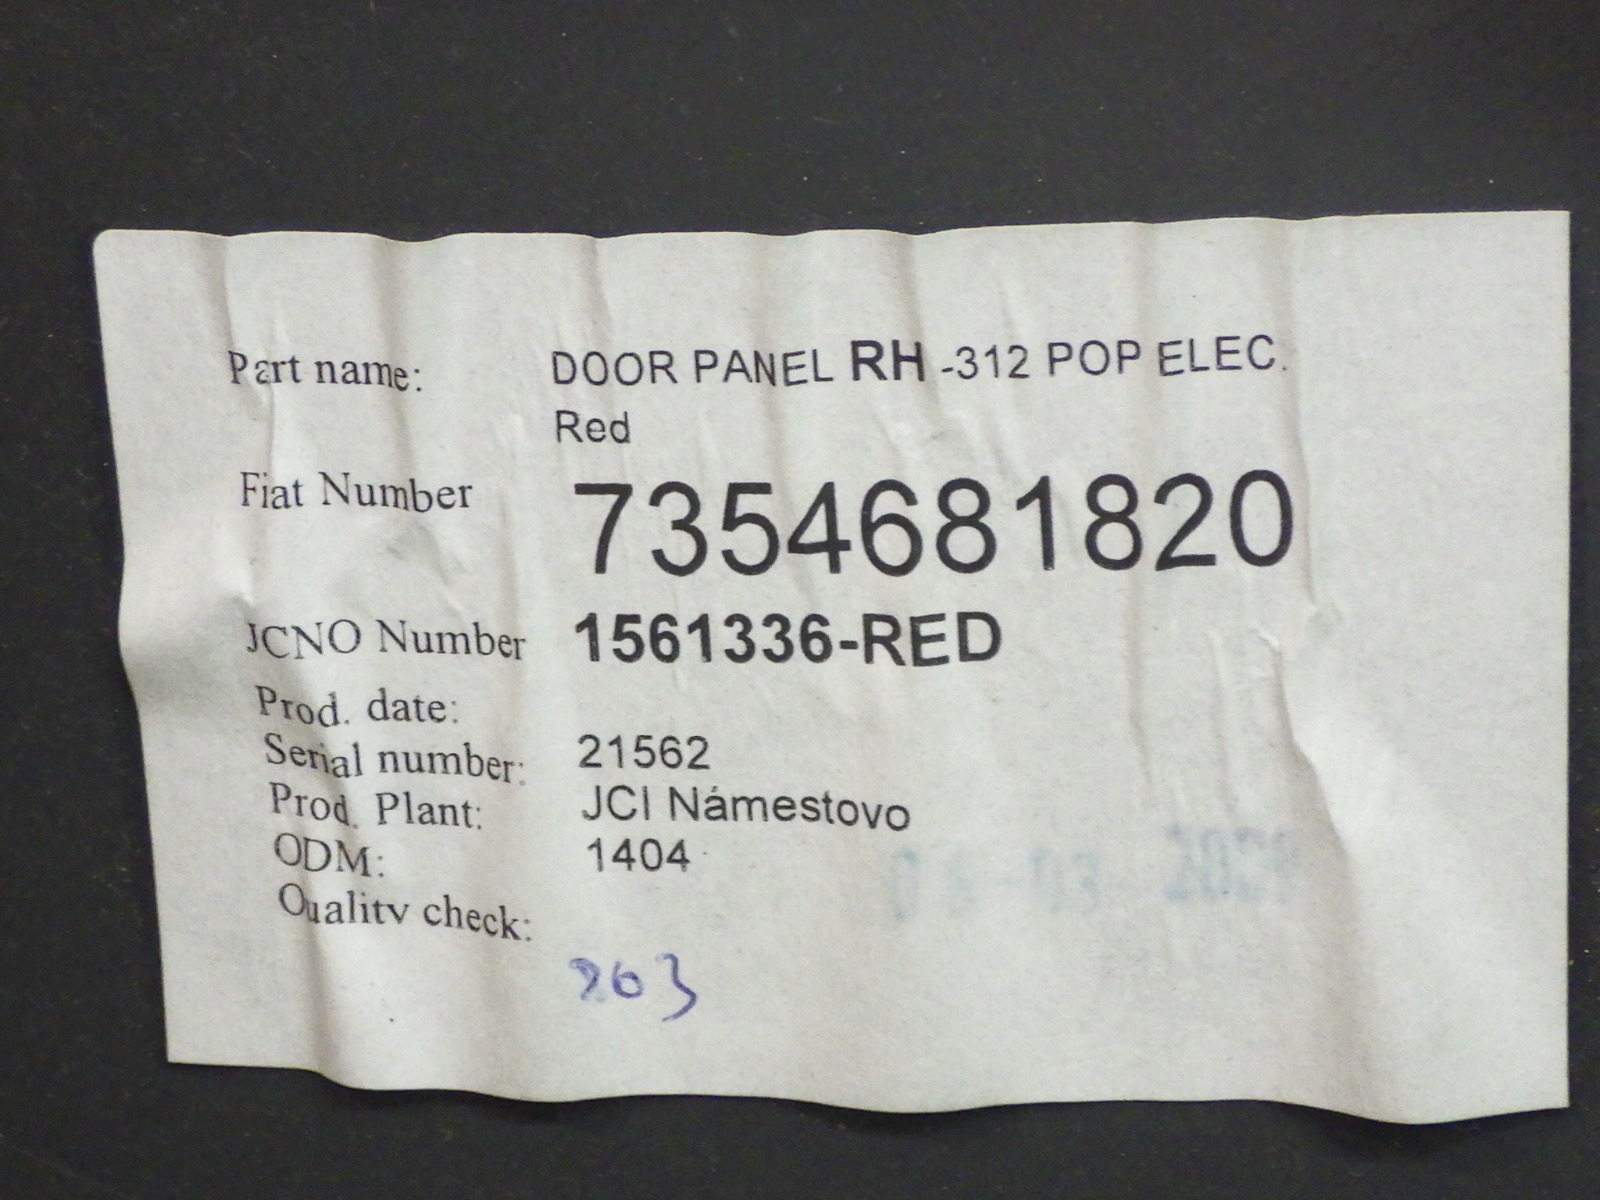 Part name: DOOR PANEL RH -312 POP ELEC.
Red
Fiat Number 7354681820
JCNO Number 1561336-RED
Prod. date:
Serial number: 21562
Prod. Plant: JCI Námestovo
ODM: 1404
Quality check: